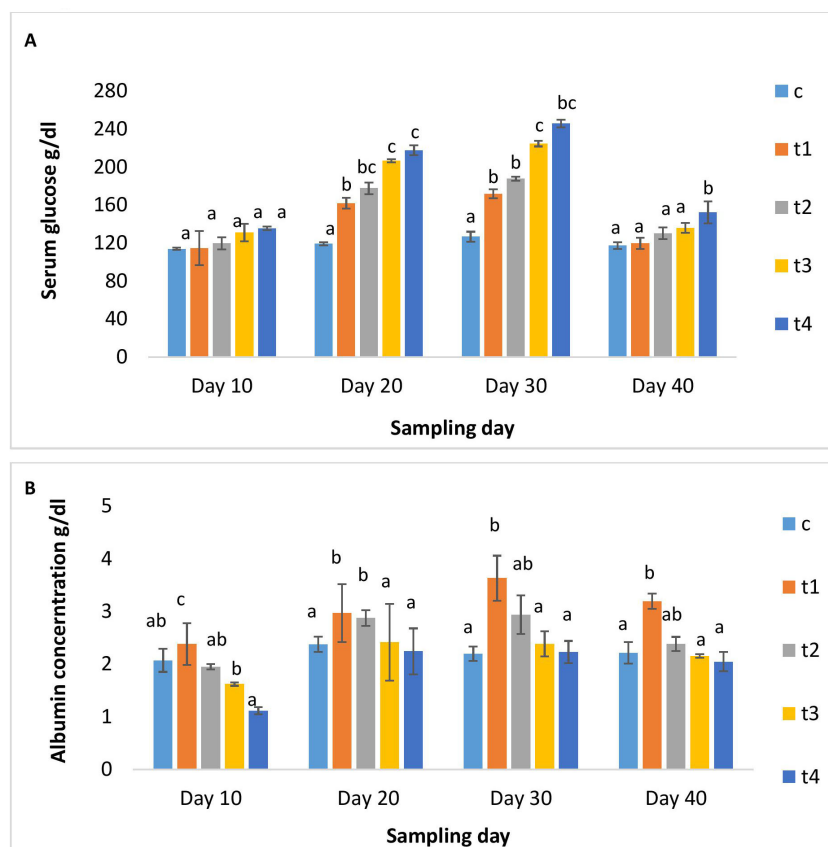 A
Serum glucose g/dl
280
240
200
160
120
80
40
0
a a a a a
a b bc c c
a b b c bc
a a a a b
Day 10 Day 20 Day 30 Day 40
Sampling day
c
t1
t2
t3
t4
B
Albumin concerntration g/dl
5
4
3
2
1
0
ab c ab b a
a b b a a
a b ab a a
a b ab a a
Day 10 Day 20 Day 30 Day 40
Sampling day
c
t1
t2
t3
t4